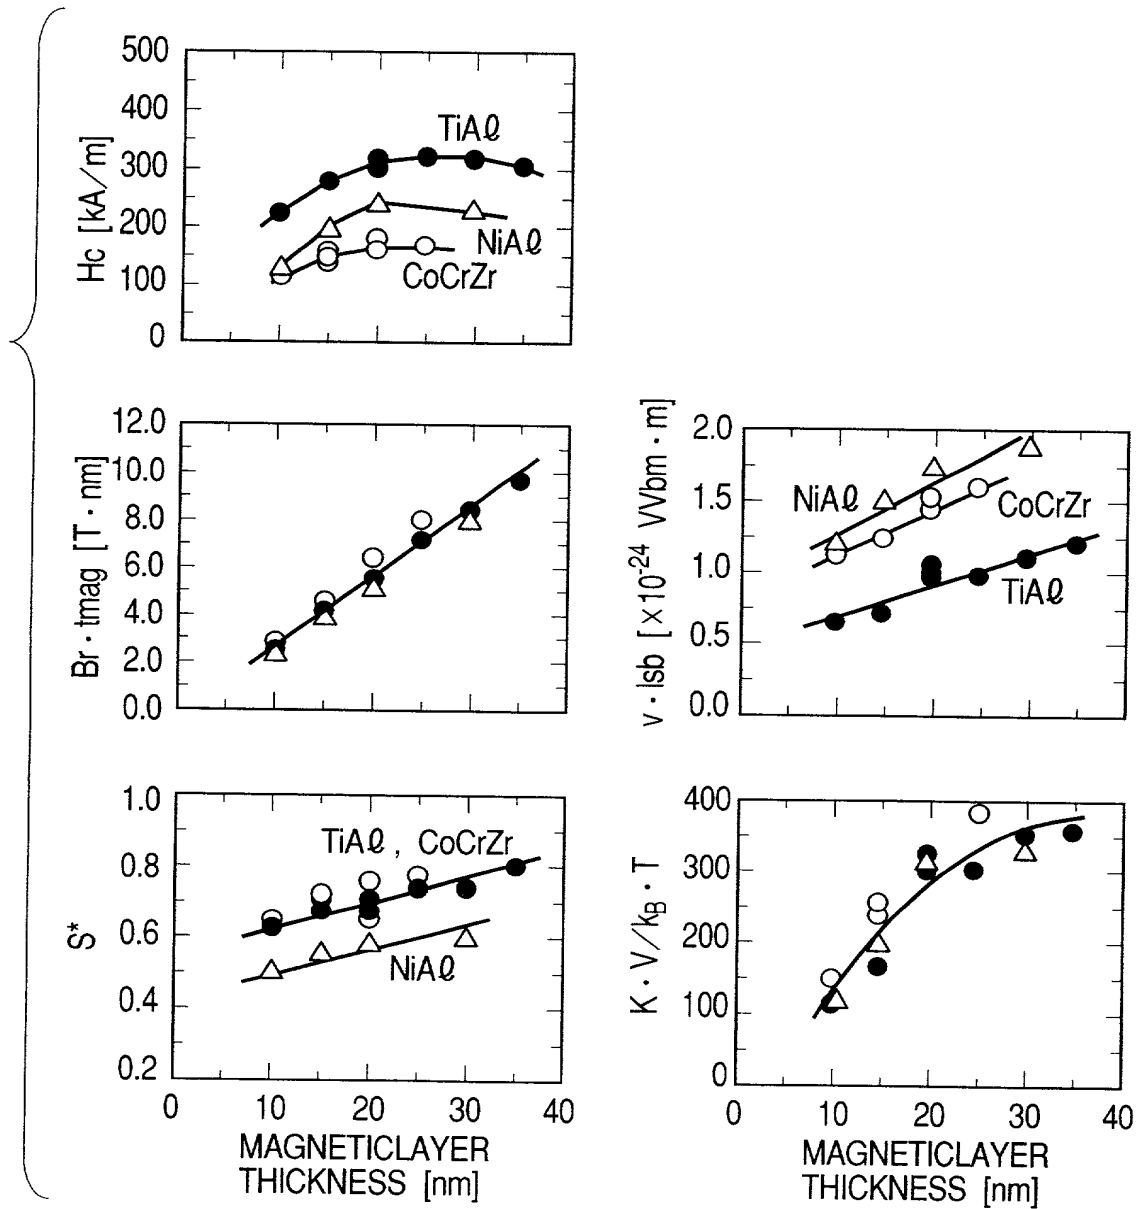 500
400
300
200
100
0
Hc [kA/m]
TiAℓ
NiAℓ
CoCrZr
12.0
10.0
8.0
6.0
4.0
2.0
0.0
Br·tmag [T·nm]
2.0
1.5
1.0
0.5
0.0
v·Isb [×10-24 Wbm·m]
NiAℓ
CoCrZr
TiAℓ
1.0
0.8
0.6
0.4
0.2
S*
TiAℓ, CoCrZr
NiAℓ
0 10 20 30 40
MAGNETICLAYER
THICKNESS [nm]
400
300
200
100
0
K·V/kB·T
0 10 20 30 40
MAGNETICLAYER
THICKNESS [nm]